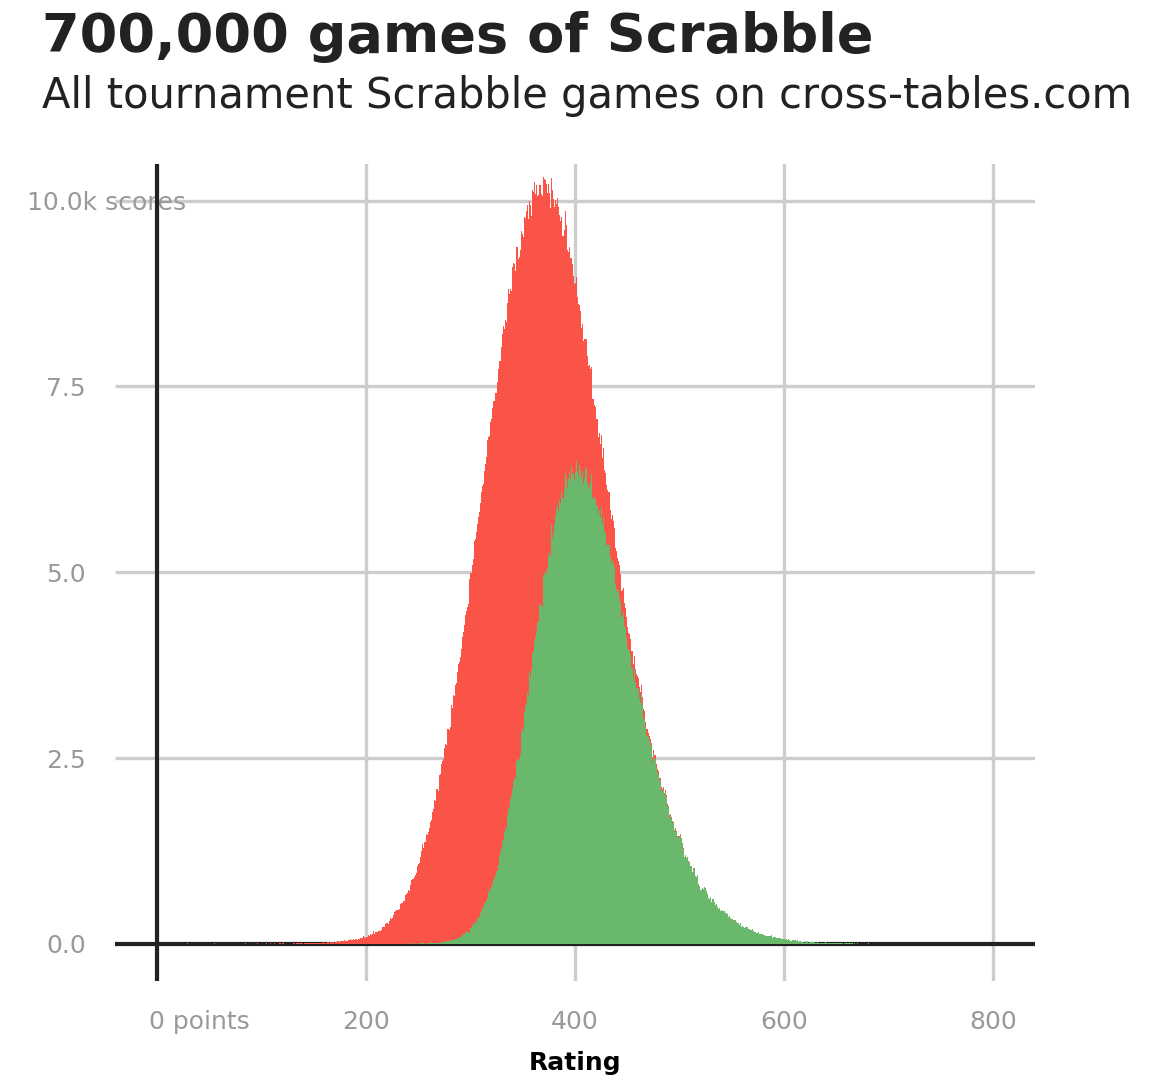 700,000 games of Scrabble
All tournament Scrabble games on cross-tables.com
10.0k scores
7.5
5.0
2.5
0.0
0 points 200 400 600 800
Rating